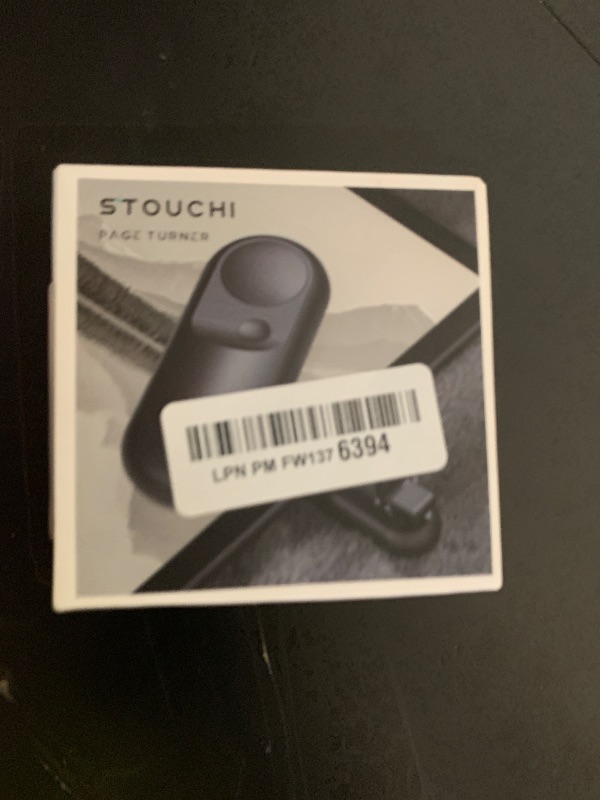 STOUCHI
PAGE TURNER
LPN PM FW137 6394